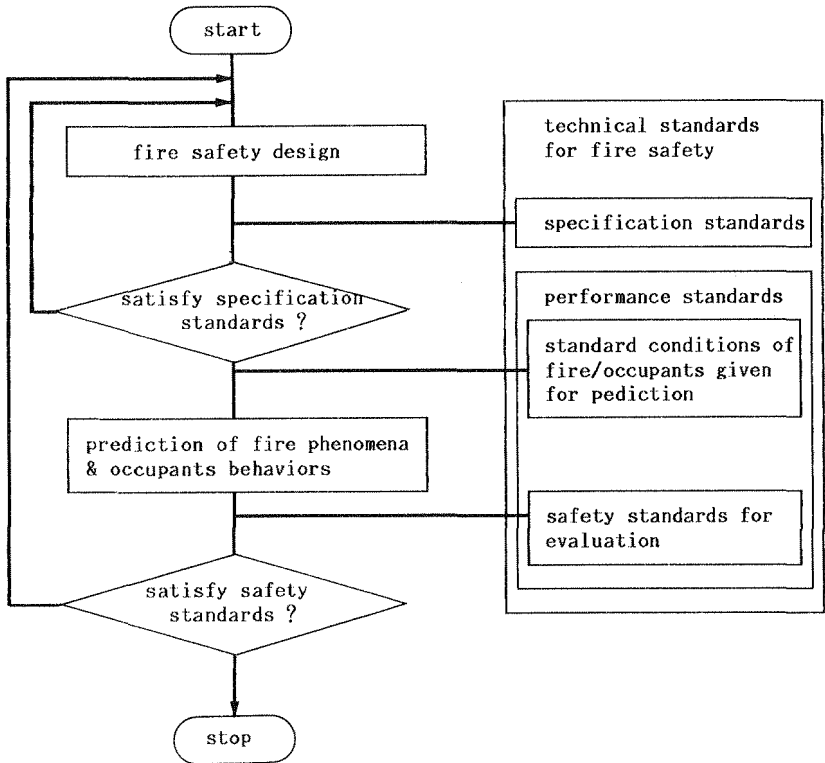 start
fire safety design
satisfy specification
standards ?
prediction of fire phenomena
& occupants behaviors
satisfy safety
standards ?
stop
technical standards
for fire safety
specification standards
performance standards
standard conditions of
fire/occupants given
for pediction
safety standards for
evaluation